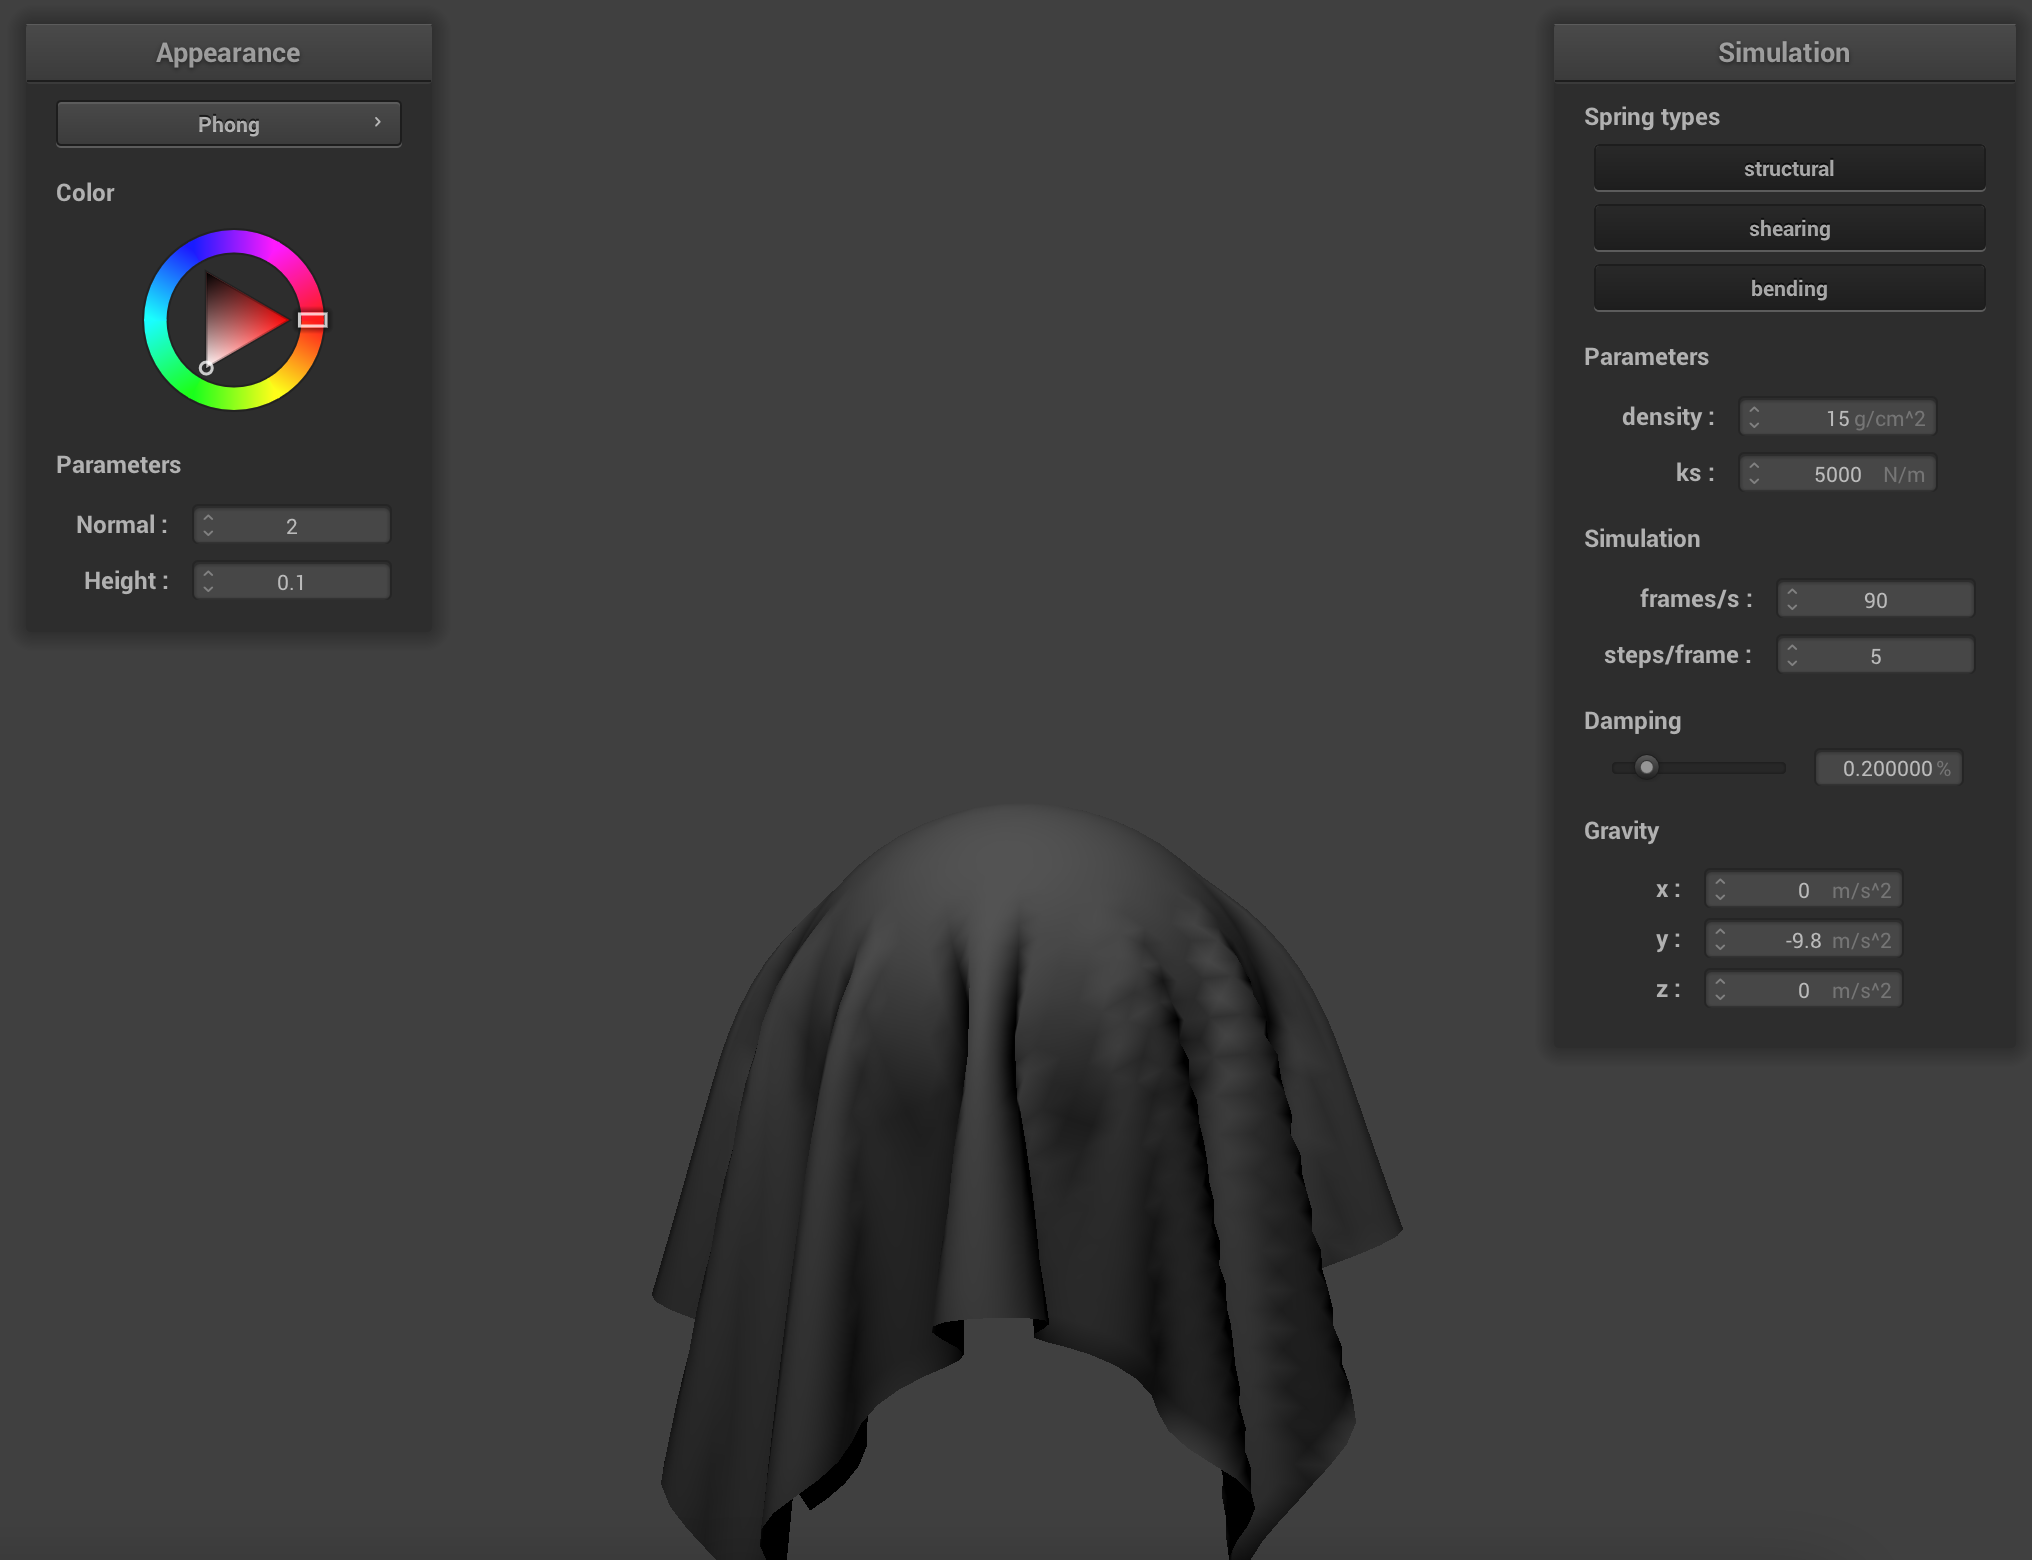 Appearance
Phong
Color
Parameters
Normal : 2
Height : 0.1
Simulation
Spring types
structural
shearing
bending
Parameters
density : 15 g/cm^2
ks : 5000 N/m
Simulation
frames/s : 90
steps/frame : 5
Damping
0.200000 %
Gravity
x : 0 m/s^2
y : -9.8 m/s^2
z : 0 m/s^2